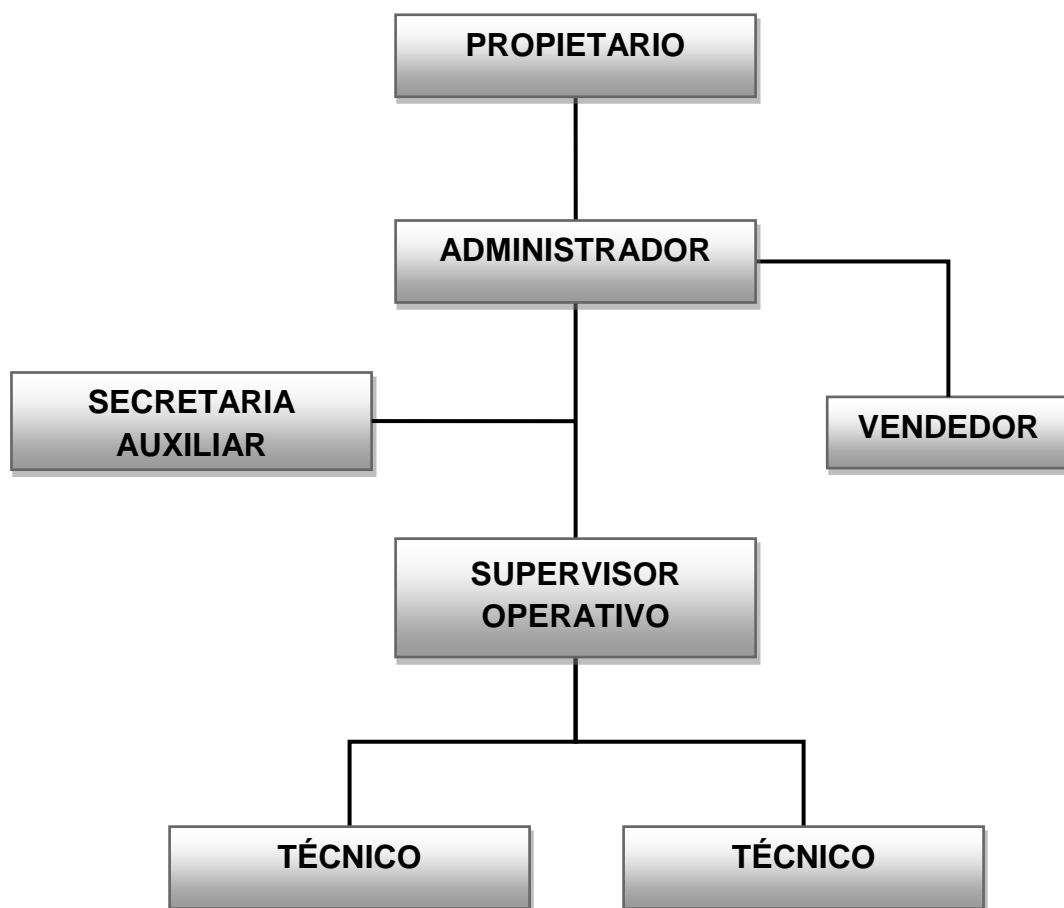 PROPIETARIO
ADMINISTRADOR
SECRETARIA
AUXILIAR
VENDEDOR
SUPERVISOR
OPERATIVO
TÉCNICO
TÉCNICO